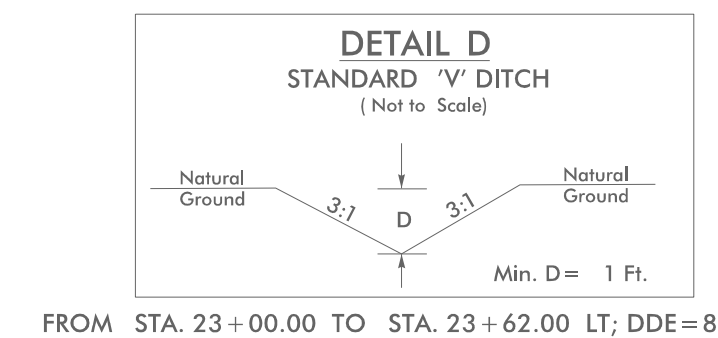 DETAIL D
STANDARD 'V' DITCH
( Not to Scale)
Natural
Ground
3:1
D
3:1
Natural
Ground
Min. D= 1 Ft.
FROM STA. 23+00.00 TO STA. 23+62.00 LT; DDE=8